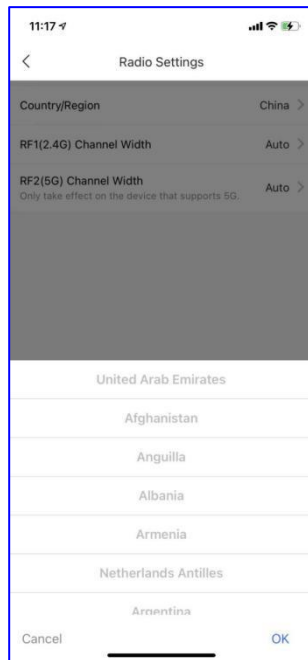 11:17
Radio Settings
Country/Region China
RF1(2.4G) Channel Width Auto
RF2(5G) Channel Width Auto
Only take effect on the device that supports 5G.
United Arab Emirates
Afghanistan
Anguilla
Albania
Armenia
Netherlands Antilles
Argentina
Cancel OK